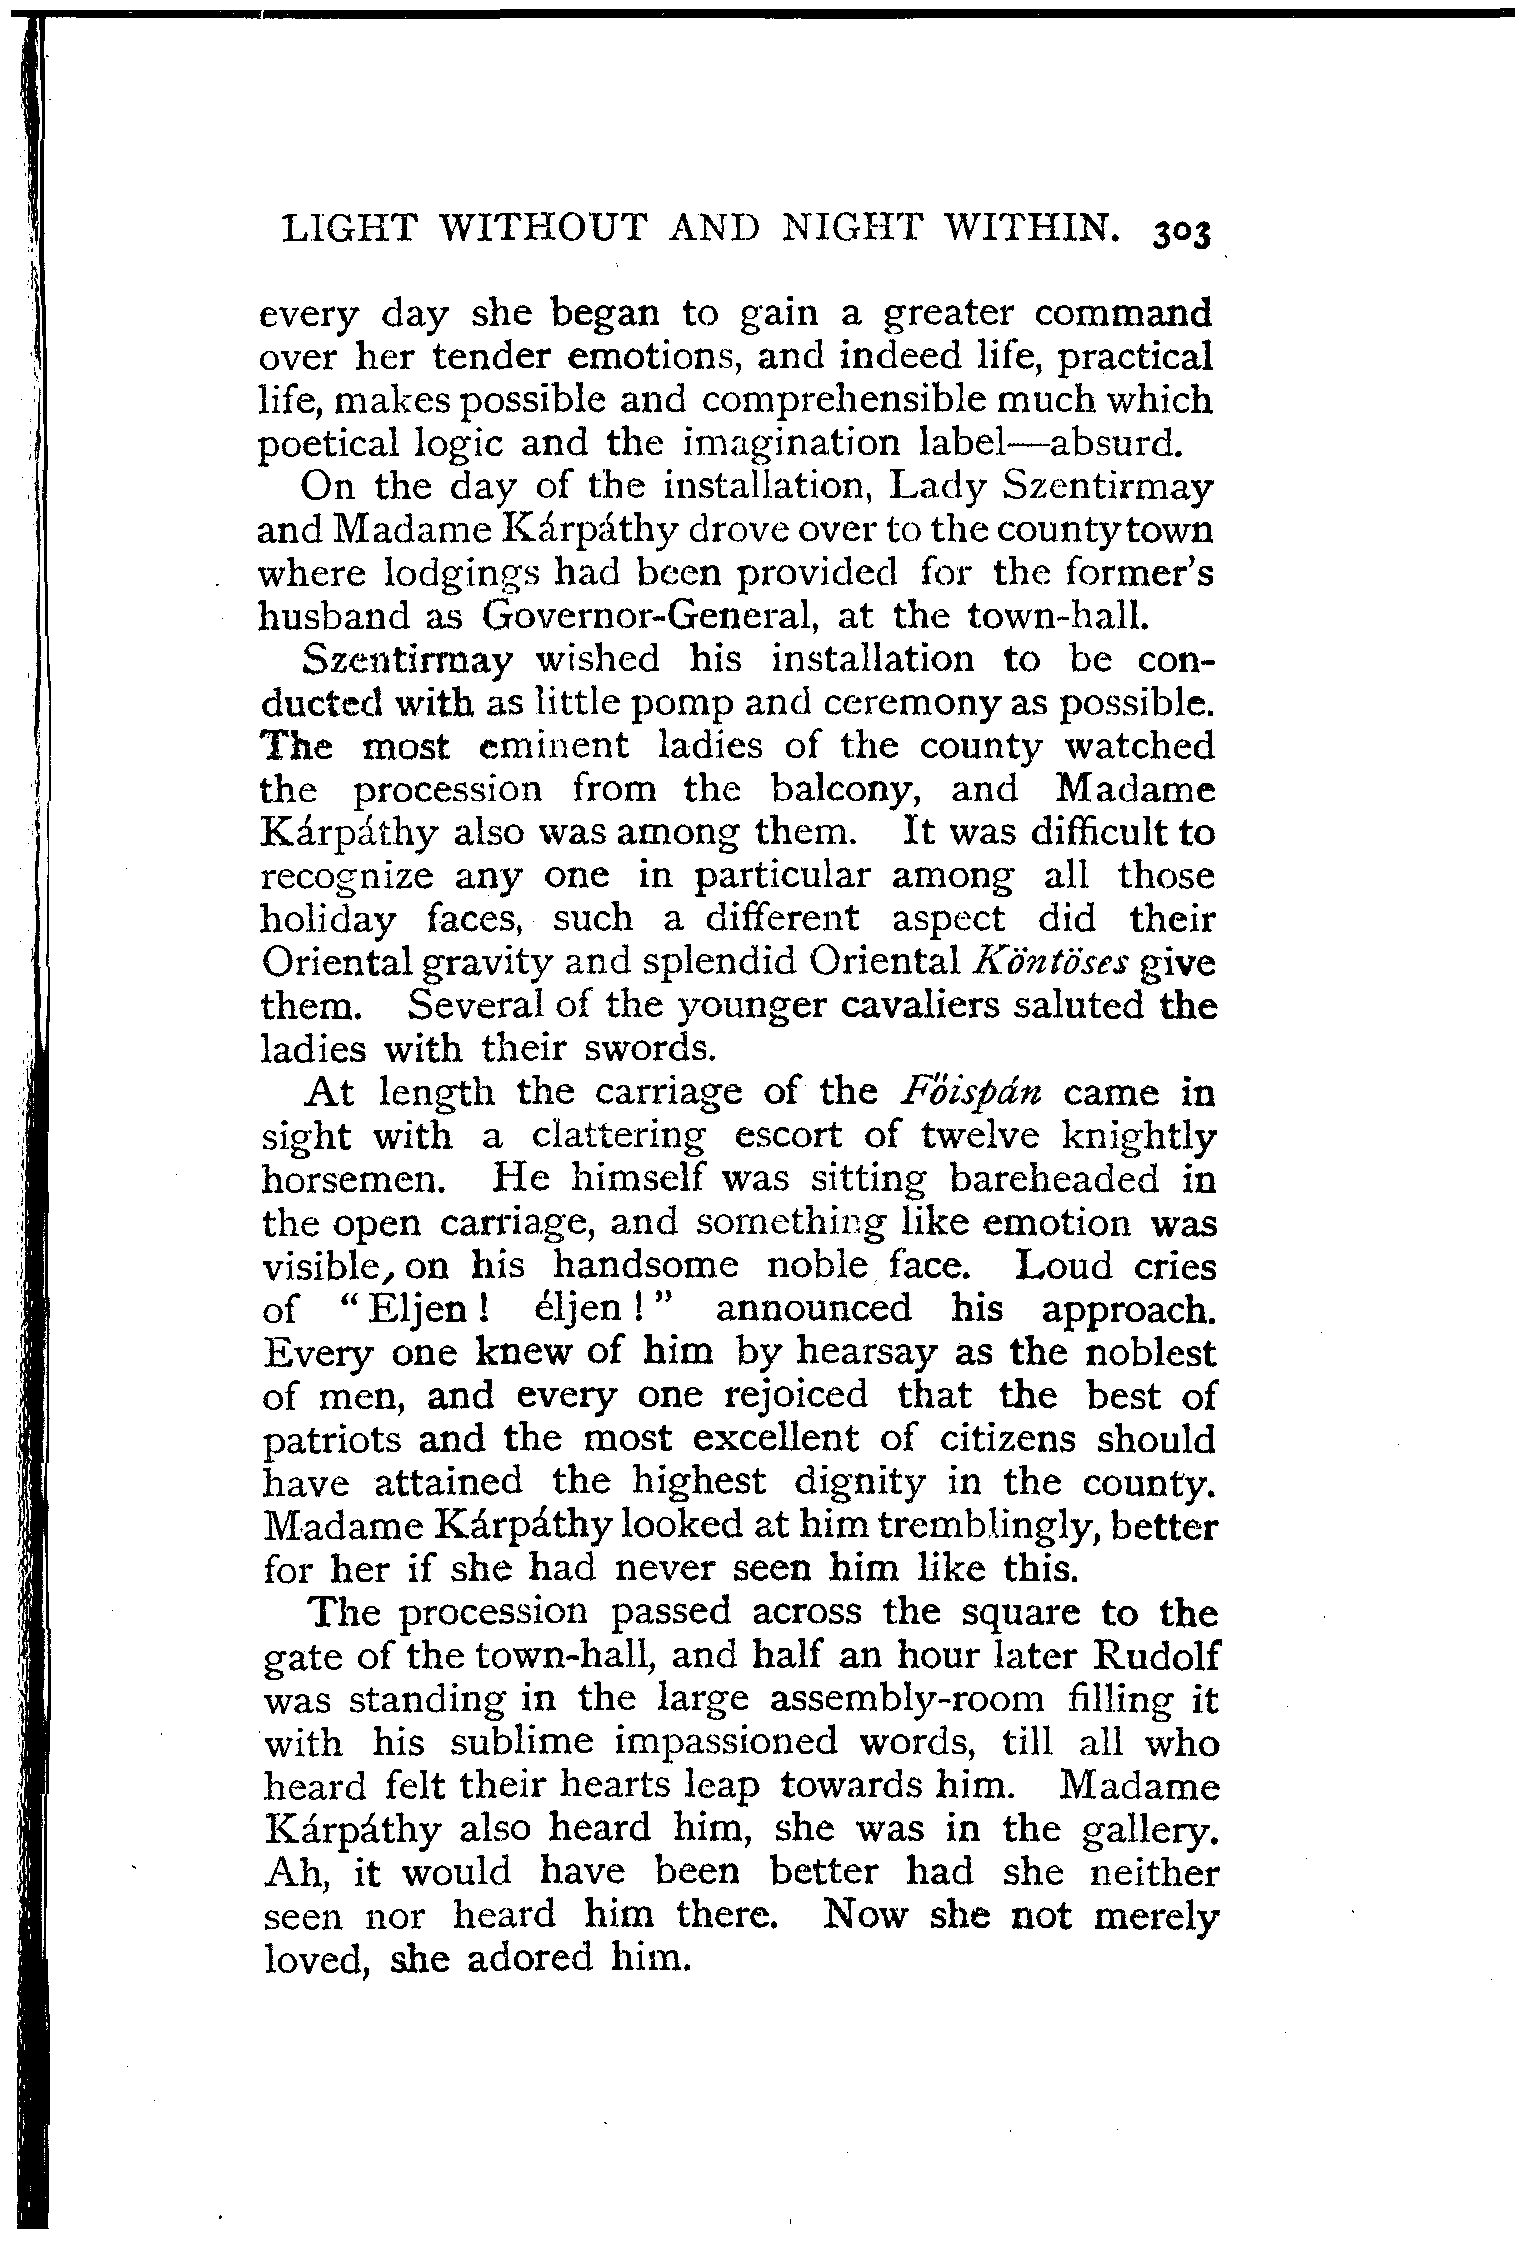 LIGHT WITHOUT AND NIGHT WITHIN. 303
every day she began to gain a greater command
over her tender emotions, and indeed life, practical
life, makes possible and comprehensible much which
poetical logic and the imagination label—absurd.
On the day of the installation, Lady Szentirmay
and Madame Kárpáthy drove over to the county town
where lodgings had been provided for the former's
husband as Governor-General, at the town-hall.
Szentirmay wished his installation to be con-
ducted with as little pomp and ceremony as possible.
The most eminent ladies of the county watched
the procession from the balcony, and Madame
Kárpáthy also was among them. It was difficult to
recognize any one in particular among all those
holiday faces, such a different aspect did their
Oriental gravity and splendid Oriental Köntöses give
them. Several of the younger cavaliers saluted the
ladies with their swords.
At length the carriage of the Főispán came in
sight with a clattering escort of twelve knightly
horsemen. He himself was sitting bareheaded in
the open carriage, and something like emotion was
visible, on his handsome noble face. Loud cries
of "Eljen! éljen!" announced his approach.
Every one knew of him by hearsay as the noblest
of men, and every one rejoiced that the best of
patriots and the most excellent of citizens should
have attained the highest dignity in the county.
Madame Kárpáthy looked at him tremblingly, better
for her if she had never seen him like this.
The procession passed across the square to the
gate of the town-hall, and half an hour later Rudolf
was standing in the large assembly-room filling it
with his sublime impassioned words, till all who
heard felt their hearts leap towards him. Madame
Kárpáthy also heard him, she was in the gallery.
Ah, it would have been better had she neither
seen nor heard him there. Now she not merely
loved, she adored him.